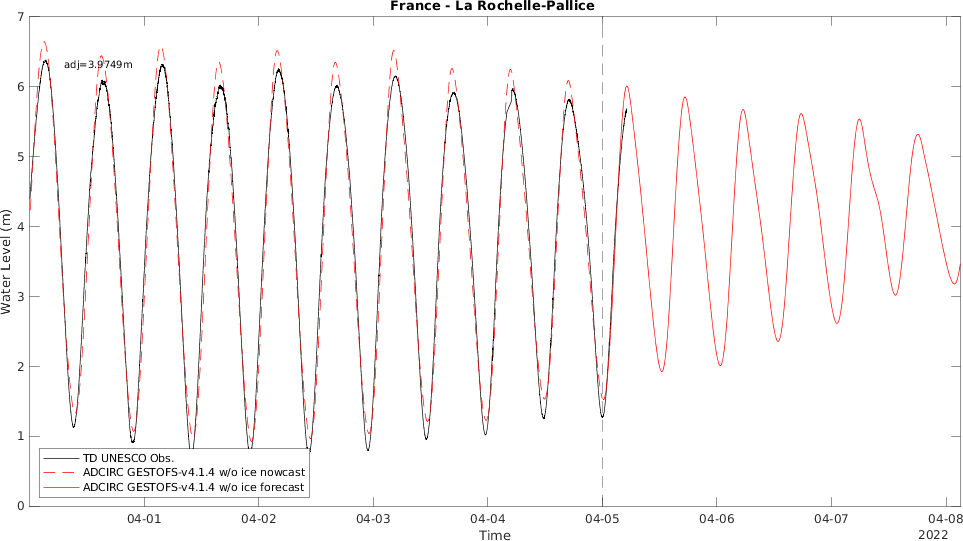 France - La Rochelle-Pallice
7
adj=3.9749m
6
5
4
3
2
1
0
Water Level (m)
TD UNESCO Obs.
ADCIRC GESTOFS-v4.1.4 w/o ice nowcast
ADCIRC GESTOFS-v4.1.4 w/o ice forecast
04-01 04-02 04-03 04-04 04-05 04-06 04-07 04-08
Time
2022